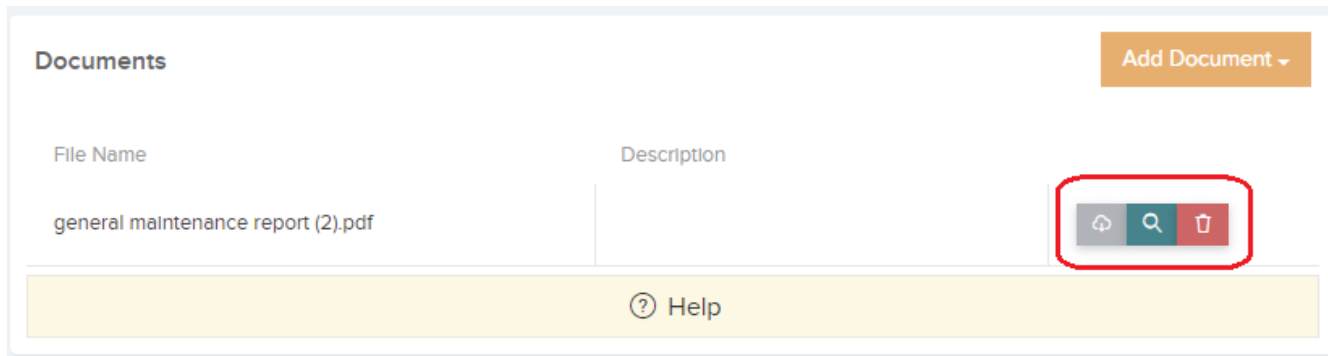 Documents
Add Document
File Name
Description
general maintenance report (2).pdf
? Help